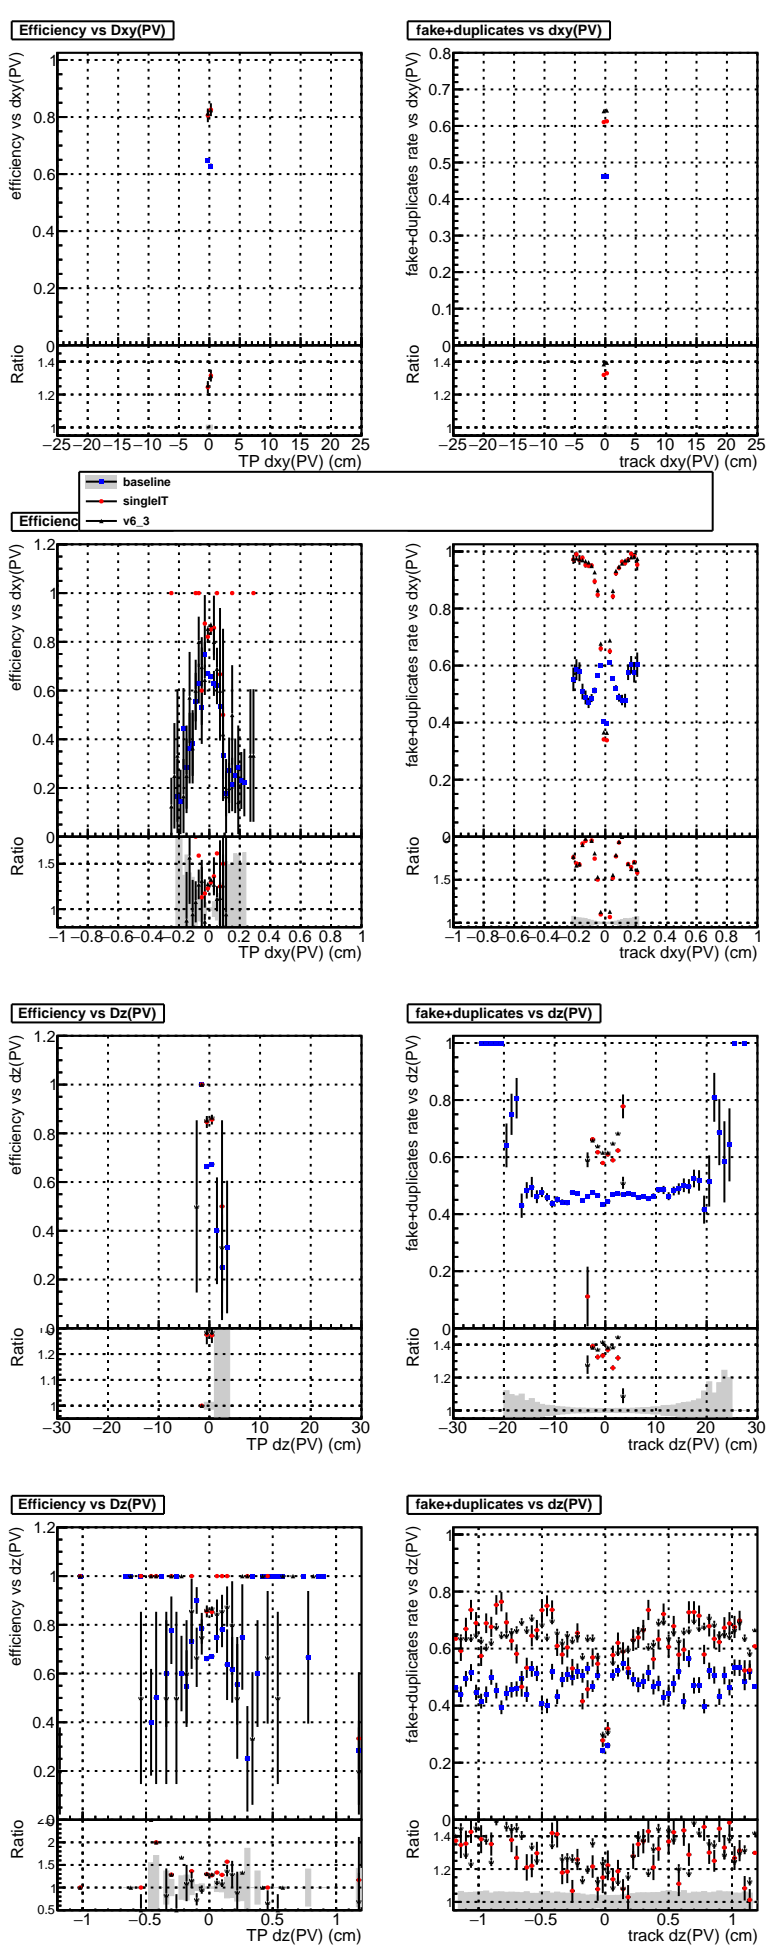 Efficiency vs Dxy(PV)
efficiency vs dxy(PV)
1
0.8
0.6
0.4
0.2
0
Ratio
1.4
1.2
1
−25 −20 −15 −10 −5 0 5 10 15 20 25
TP dxy(PV) (cm)
fake+duplicates vs dxy(PV)
fake+duplicates rate vs dxy(PV)
0.8
0.7
0.6
0.5
0.4
0.3
0.2
0.1
0
Ratio
1.4
1.2
1
−25 −20 −15 −10 −5 0 5 10 15 20 25
track dxy(PV) (cm)
baseline
singleIT
v6_3
Efficienc
efficiency vs dxy(PV)
1.2
1
0.8
0.6
0.4
0.2
0
Ratio
1.5
1
−1 −0.8 −0.6 −0.4 −0.2 0 0.2 0.4 0.6 0.8 1
TP dxy(PV) (cm)
fake+duplicates rate vs dxy(PV)
1
0.8
0.6
0.4
0.2
Ratio
1.5
1
−1 −0.8 −0.6 −0.4 −0.2 0 0.2 0.4 0.6 0.8 1
track dxy(PV) (cm)
Efficiency vs Dz(PV)
efficiency vs dz(PV)
1.2
1
0.8
0.6
0.4
0.2
0
Ratio
1.2
1.1
1
−30 −20 −10 0 10 20 30
TP dz(PV) (cm)
fake+duplicates vs dz(PV)
fake+duplicates rate vs dz(PV)
1
0.8
0.6
0.4
0.2
0
Ratio
1.4
1.2
1
−30 −20 −10 0 10 20 30
track dz(PV) (cm)
Efficiency vs Dz(PV)
efficiency vs dz(PV)
1.2
1
0.8
0.6
0.4
0.2
Ratio
2
1.5
1
0.5
−1 −0.5 0 0.5 1
TP dz(PV) (cm)
fake+duplicates vs dz(PV)
fake+duplicates rate vs dz(PV)
1
0.8
0.6
0.4
0.2
0
Ratio
1.4
1.2
1
−1 −0.5 0 0.5 1
track dz(PV) (cm)